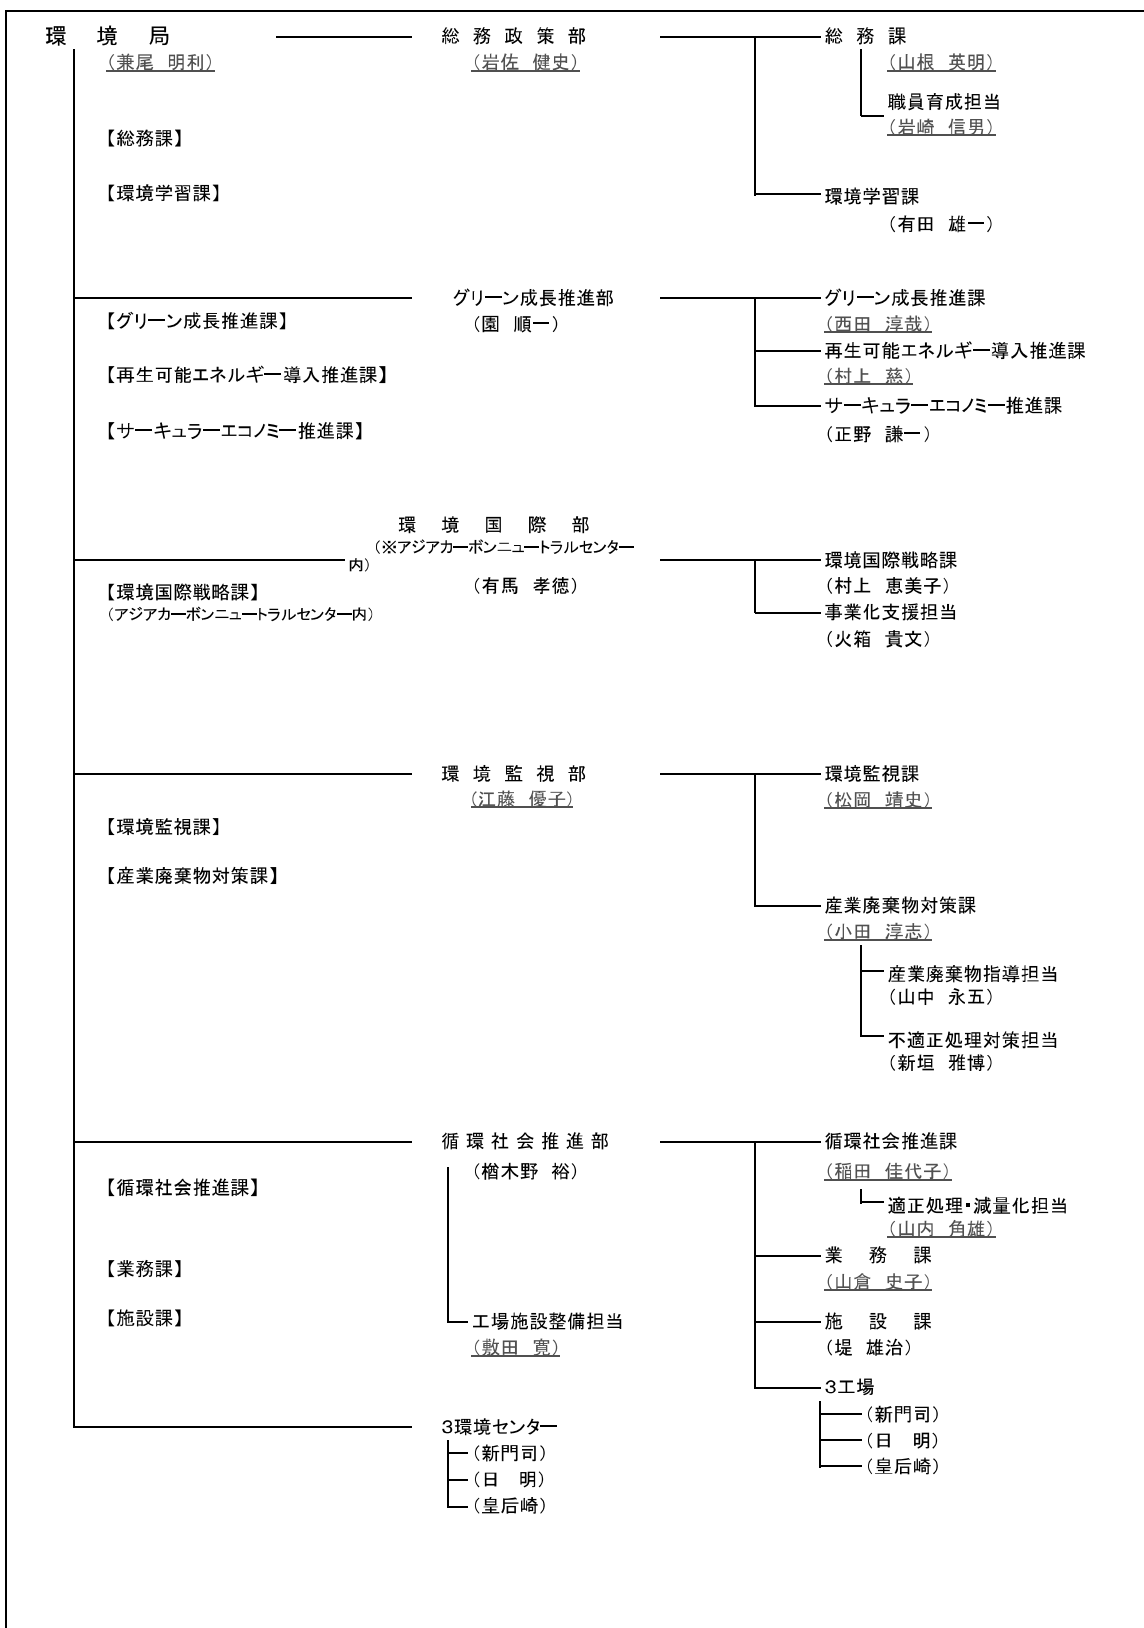 環　境　局
（兼尾　明利）
総　務　政　策　部
（岩佐　健史）
総　務　課
（山根　英明）
職員育成担当
（岩崎　信男）
【総務課】
【環境学習課】
環境学習課
（有田　雄一）
グリーン成長推進部
（園　順一）
グリーン成長推進課
（西田　淳哉）
【グリーン成長推進課】
再生可能エネルギー導入推進課
（村上　慈）
【再生可能エネルギー導入推進課】
サーキュラーエコノミー推進課
（正野　謙一）
【サーキュラーエコノミー推進課】
環　境　国　際　部
（※アジアカーボンニュートラルセンター
内）
（有馬　孝徳）
環境国際戦略課
（村上　恵美子）
【環境国際戦略課】
（アジアカーボンニュートラルセンター内）
事業化支援担当
（火箱　貴文）
環　境　監　視　部
（江藤　優子）
環境監視課
（松岡　靖史）
【環境監視課】
【産業廃棄物対策課】
産業廃棄物対策課
（小田　淳志）
産業廃棄物指導担当
（山中　永五）
不適正処理対策担当
（新垣　雅博）
循　環　社　会　推　進　部
（楢木野　裕）
循環社会推進課
（稲田　佳代子）
【循環社会推進課】
適正処理・減量化担当
（山内　角雄）
業　務　課
（山倉　史子）
【業務課】
【施設課】
工場施設整備担当
（敷田　寛）
施　設　課
（堤　雄治）
3工場
（新門司）
（日　明）
（皇后崎）
3環境センター
（新門司）
（日　明）
（皇后崎）